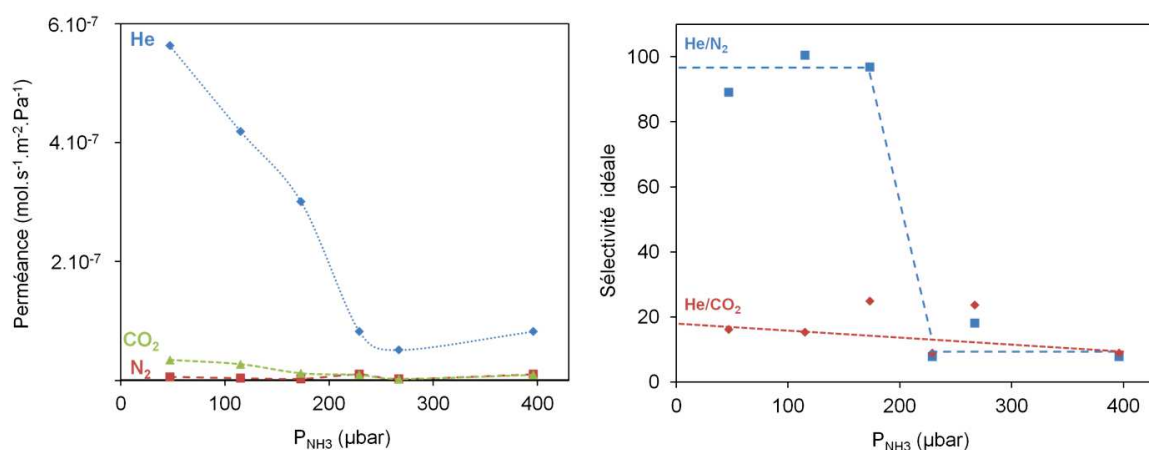 6.10⁻⁷
4.10⁻⁷
2.10⁻⁷
Perméance (mol.s⁻¹.m⁻².Pa⁻¹)
He
CO₂
N₂
0
100
200
300
400
P_NH3 (µbar)
He/N₂
100
80
60
40
20
0
Sélectivité idéale
He/CO₂
0
100
200
300
400
P_NH3 (µbar)